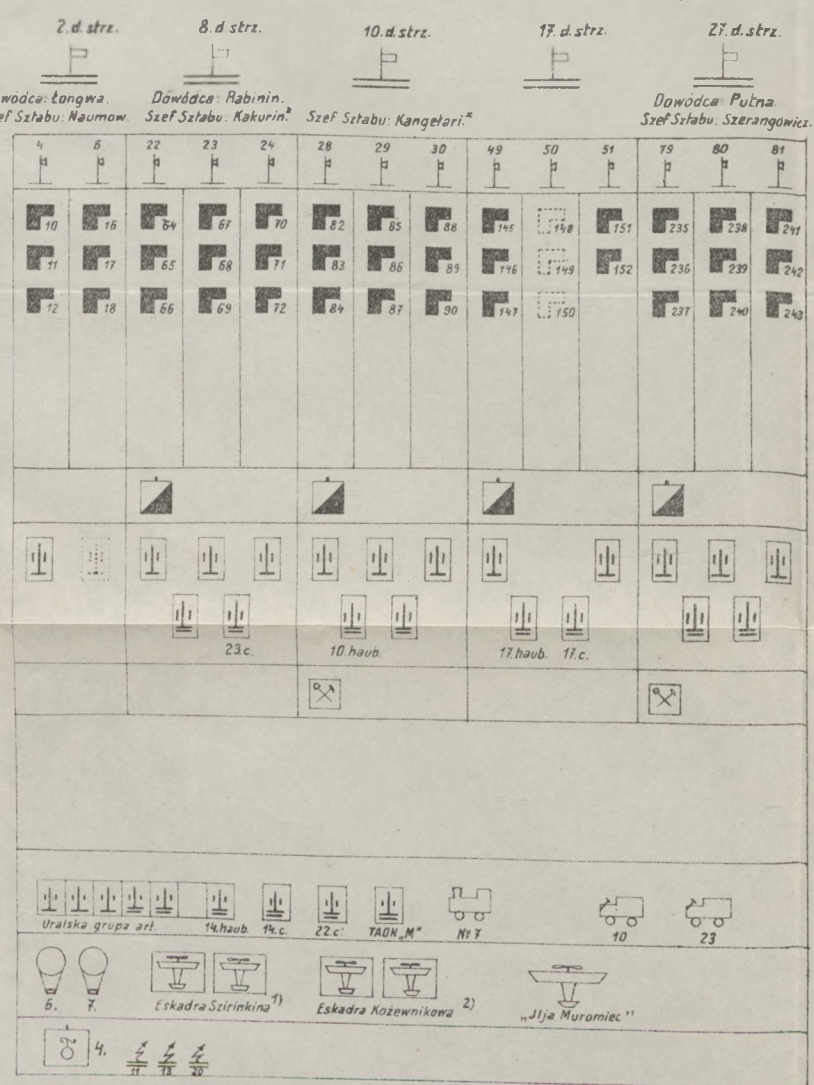 2. d. strz. 8. d strz. 10. d. strz. 17. d. strz. 27. d. strz.
wódca: Łongwa. Dowódca: Rabinin. Dowódca: Putna.
ef Sztabu: Naumow Szef Sztabu: Kakurin.ᵡ Szef Sztabu: Kangełari.ᵡ Szef Sztabu: Szerangowicz.
4 6 22 23 24 28 29 30 49 50 51 79 80 81
10 16 64 67 70 82 85 88 145 148 151 235 238 241
11 17 65 68 71 83 86 89 146 149 152 236 239 242
12 18 66 69 72 84 87 90 147 150 237 240 243
23.c. 10.haub. 17.haub. 17.c.
Uralska grupa art. 14.haub. 14.c. 22.c. TAON „M" № 7 10 23
6. 7. Eskadra Szirinkina 1) Eskadra Kożewnikowa 2) „Jlja Muromiec"
4. 11 13 20